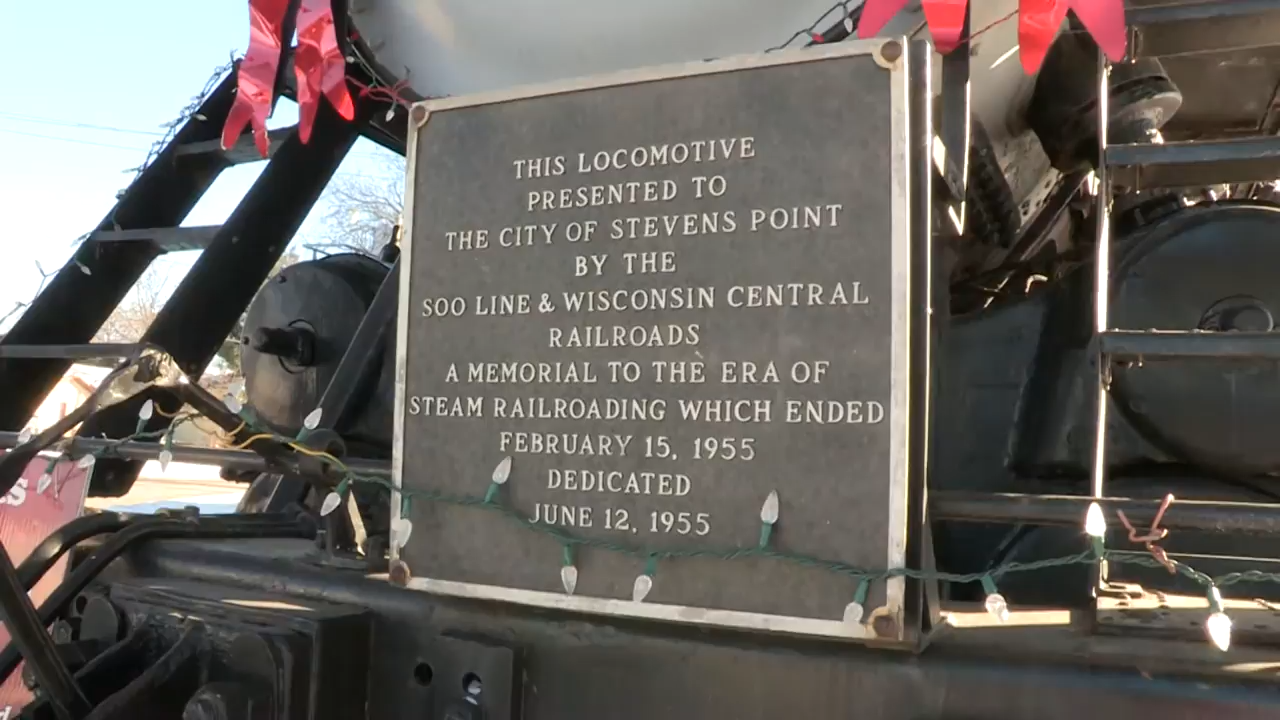 THIS LOCOMOTIVE
PRESENTED TO
THE CITY OF STEVENS POINT
BY THE
SOO LINE & WISCONSIN CENTRAL
RAILROADS
A MEMORIAL TO THE ERA OF
STEAM RAILROADING WHICH ENDED
FEBRUARY 15, 1955
DEDICATED
JUNE 12, 1955